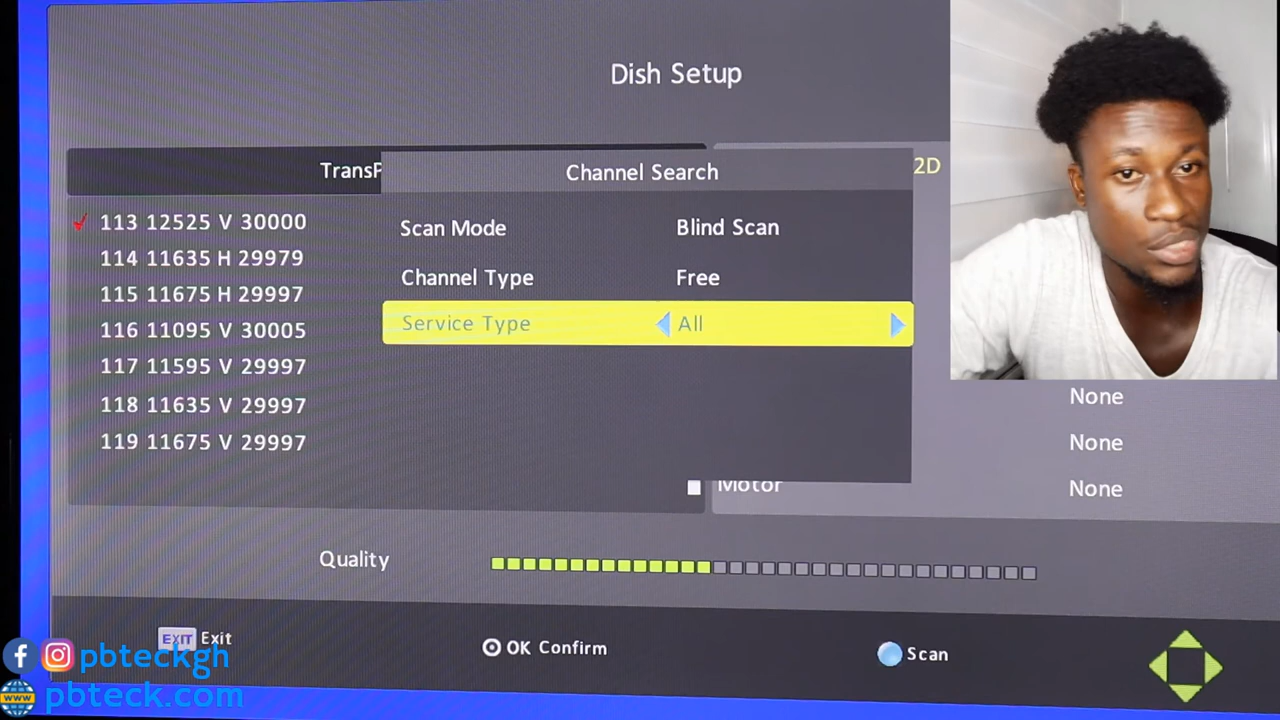 Dish Setup
TransP
Channel Search
2D
113 12525 V 30000
114 11635 H 29979
115 11675 H 29997
116 11095 V 30005
117 11595 V 29997
118 11635 V 29997
119 11675 V 29997
Scan Mode Blind Scan
Channel Type Free
Service Type All
None
None
Motor None
Quality
EXIT Exit
OK Confirm
Scan
pbteckgh
www pbteck.com